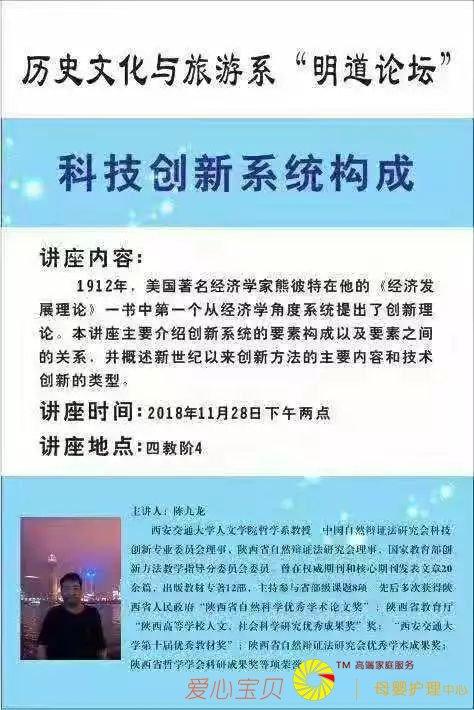 历史文化与旅游系“明道论坛”
科技创新系统构成
讲座内容:
1912年，美国著名经济学家熊彼特在他的《经济发
展理论》一书中第一个从经济学角度系统提出了创新理
论。本讲座主要介绍创新系统的要素构成以及要素之间
的关系，并概述新世纪以来创新方法的主要内容和技术
创新的类型。
讲座时间: 2018年11月28日下午两点
讲座地点: 四教阶4
主讲人：陈九龙
西安交通大学人文学院哲学系教授 中国自然辩证法研究会科技
创新专业委员会理事，陕西省自然辩证法研究会理事，国家教育部创
新方法教学指导分委员会委员。曾在权威期刊和核心期刊发表文章20
余篇，出版教材专著12部，主持参与省部级课题8项 先后多次获得陕
西省人民政府“陕西省自然科学优秀学术论文奖”；陕西省教育厅
“陕西高等学校人文、社会科学研究优秀成果奖”奖；“西安交通大
学第十届优秀教材奖”；陕西省自然辩证法研究会优秀学术成果奖；
陕西省哲学学会科研成果奖等项荣誉
爱心宝贝
TM 高端家庭服务
母婴护理中心